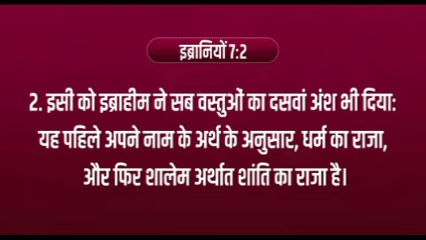 इब्रानियों 7:2
2. इसी को इब्राहीम ने सब वस्तुओं का दसवां अंश भी दिया:
यह पहिले अपने नाम के अर्थ के अनुसार, धर्म का राजा,
और फिर शालेम अर्थात शांति का राजा है।